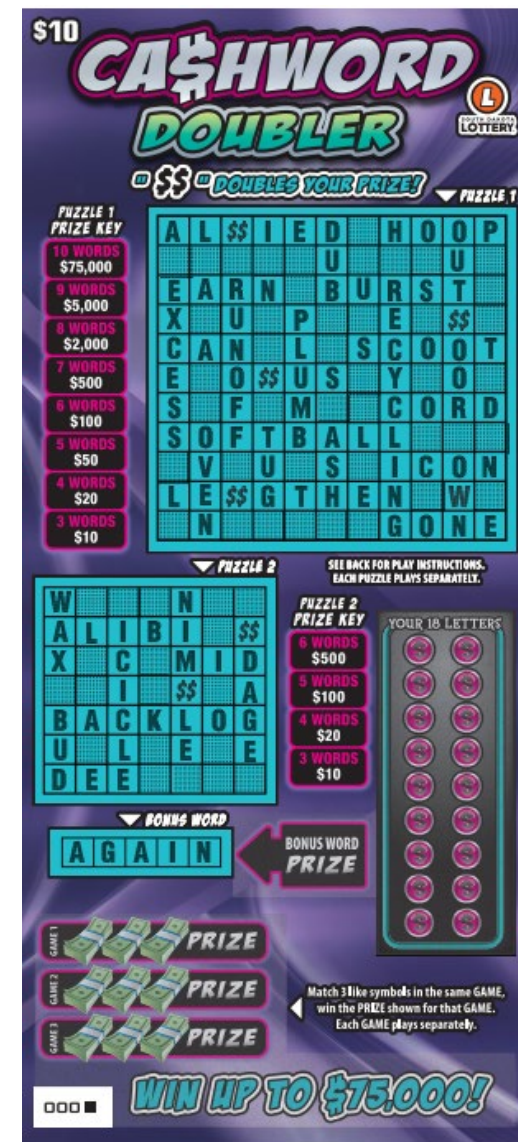 $10
CA$HWORD
DOUBLER
L
SOUTH DAKOTA
LOTTERY
"$$" DOUBLES YOUR PRIZE!
PUZZLE 1
PUZZLE 1
PRIZE KEY
10 WORDS
$75,000
9 WORDS
$5,000
8 WORDS
$2,000
7 WORDS
$500
6 WORDS
$100
5 WORDS
$50
4 WORDS
$20
3 WORDS
$10
A L $$ I E D H O O P
U U
E A R N B U R S T
X U P E $$
C A N L S C O O T
E O $$ U S Y O
S F M C O R D
S O F T B A L L
V U S I C O N
L E $$ G T H E N W
N G O N E
SEE BACK FOR PLAY INSTRUCTIONS.
EACH PUZZLE PLAYS SEPARATELY.
PUZZLE 2
W N
A L I B I $$
X C M I D
I $$ A
B A C K L O G
U L E E
D E E
PUZZLE 2
PRIZE KEY
6 WORDS
$500
5 WORDS
$100
4 WORDS
$20
3 WORDS
$10
YOUR 18 LETTERS
BONUS WORD
A G A I N
BONUS WORD
PRIZE
GAME 1
PRIZE
GAME 2
PRIZE
GAME 3
PRIZE
Match 3 like symbols in the same GAME,
win the PRIZE shown for that GAME.
Each GAME plays separately.
WIN UP TO $75,000!